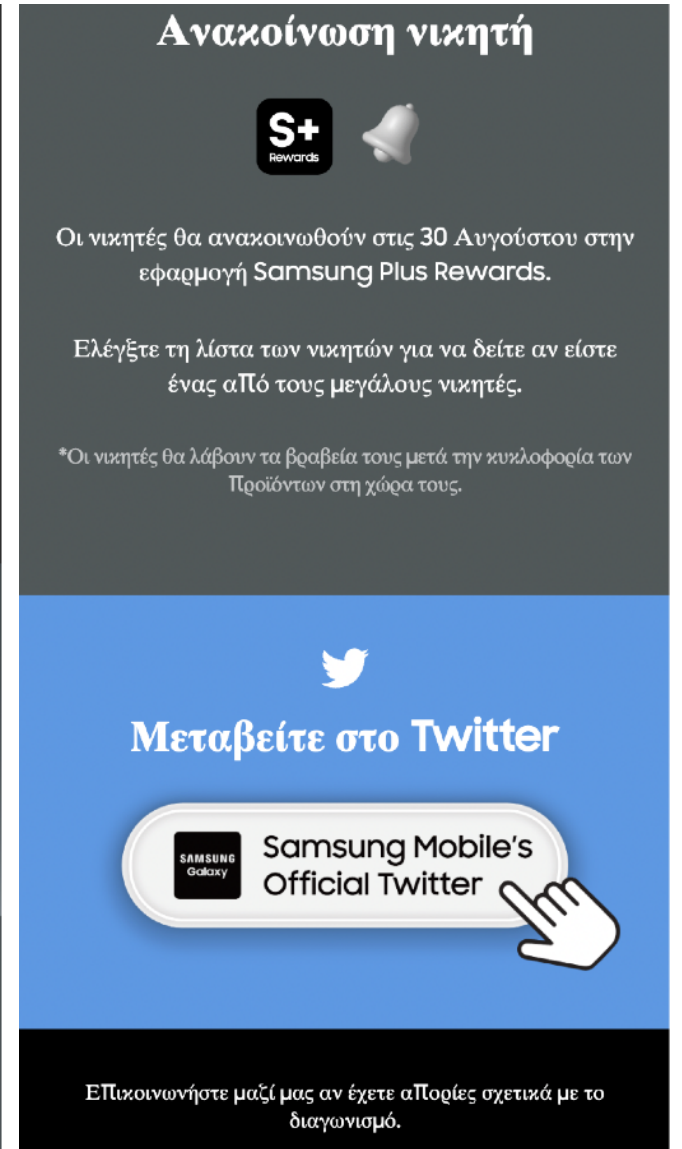 Ανακοίνωση νικητή
S+
Rewards
Οι νικητές θα ανακοινωθούν στις 30 Αυγούστου στην
εφαρμογή Samsung Plus Rewards.
Ελέγξτε τη λίστα των νικητών για να δείτε αν είστε
ένας από τους μεγάλους νικητές.
*Οι νικητές θα λάβουν τα βραβεία τους μετά την κυκλοφορία των
προϊόντων στη χώρα τους.
Μεταβείτε στο Twitter
SAMSUNG
Galaxy
Samsung Mobile's
Official Twitter
Επικοινωνήστε μαζί μας αν έχετε απορίες σχετικά με το
διαγωνισμό.